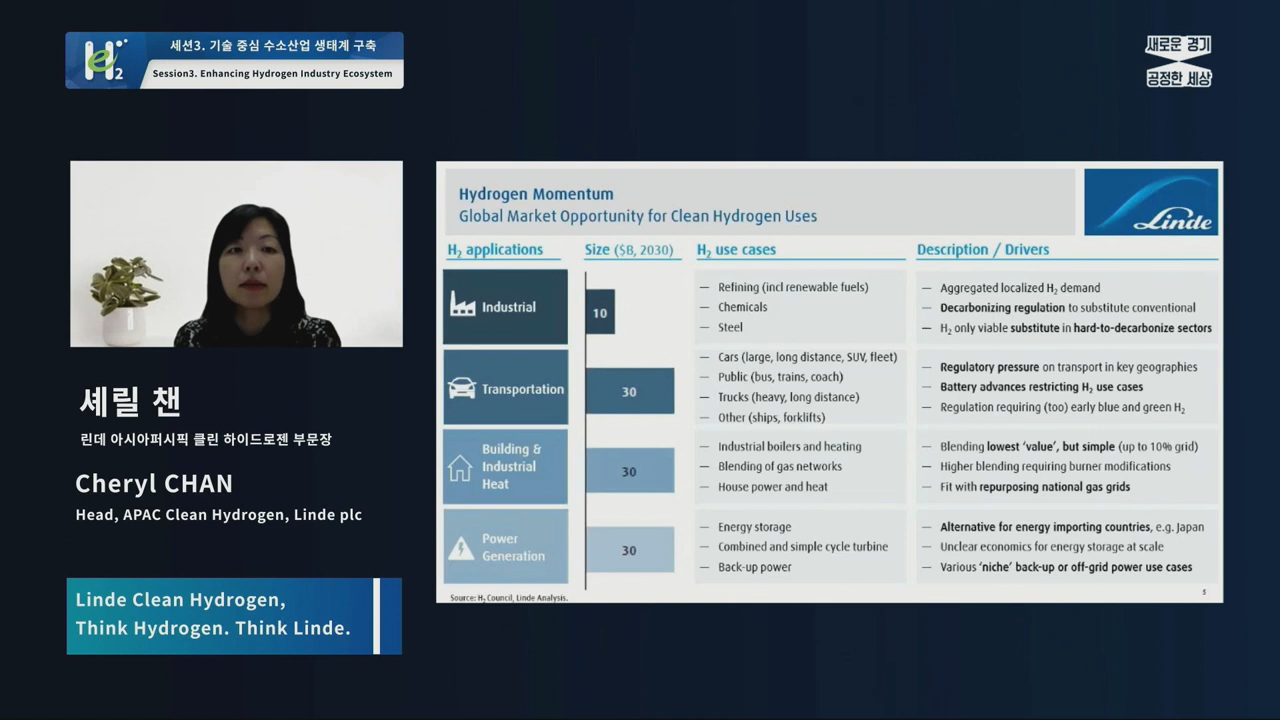 H2
세션3. 기술 중심 수소산업 생태계 구축
Session3. Enhancing Hydrogen Industry Ecosystem
새로운 경기
공정한 세상
세릴 챈
린데 아시아퍼시픽 클린 하이드로젠 부문장
Cheryl CHAN
Head, APAC Clean Hydrogen, Linde plc
Linde Clean Hydrogen,
Think Hydrogen. Think Linde.
Hydrogen Momentum
Global Market Opportunity for Clean Hydrogen Uses
Linde
H₂ applications
Size ($B, 2030)
H₂ use cases
Description / Drivers
Industrial
10
— Refining (incl renewable fuels)
— Chemicals
— Steel
— Aggregated localized H₂ demand
— Decarbonizing regulation to substitute conventional
— H₂ only viable substitute in hard-to-decarbonize sectors
Transportation
30
— Cars (large, long distance, SUV, fleet)
— Public (bus, trains, coach)
— Trucks (heavy, long distance)
— Other (ships, forklifts)
— Regulatory pressure on transport in key geographies
— Battery advances restricting H₂ use cases
— Regulation requiring (too) early blue and green H₂
Building &
Industrial
Heat
30
— Industrial boilers and heating
— Blending of gas networks
— House power and heat
— Blending lowest ‘value’, but simple (up to 10% grid)
— Higher blending requiring burner modifications
— Fit with repurposing national gas grids
Power
Generation
30
— Energy storage
— Combined and simple cycle turbine
— Back-up power
— Alternative for energy importing countries, e.g. Japan
— Unclear economics for energy storage at scale
— Various ‘niche’ back-up or off-grid power use cases
Source: H₂ Council, Linde Analysis.